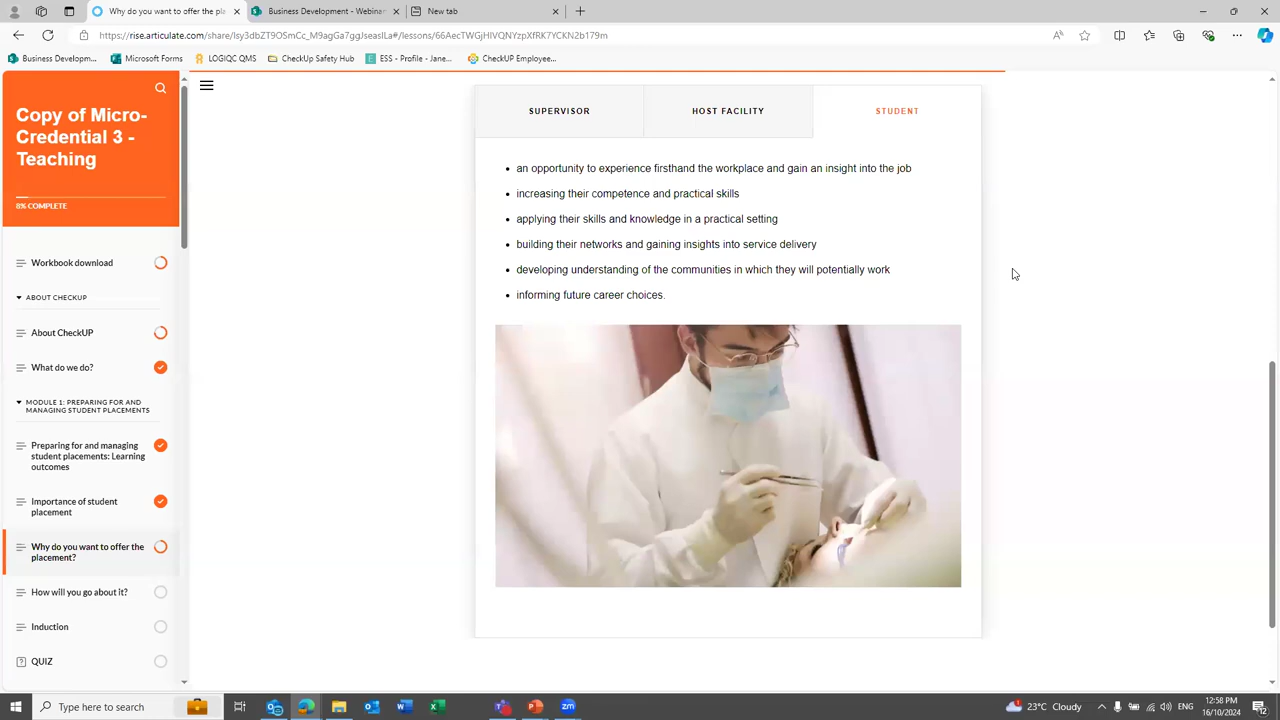 Why do you want to offer the pla
Business Development - Webinar
New tab
https://rise.articulate.com/share/Isy3dbZT9OSmCc_M9agGa7ggJseasILa#/lessons/66AecTWGjHIVQNYzpXfRK7YCKN2b179m
Business Developm...
Microsoft Forms
LOGIQC QMS
CheckUp Safety Hub
ESS - Profile - Jane...
CheckUP Employee...
Copy of Micro-
Credential 3 -
Teaching
8% COMPLETE
Workbook download
ABOUT CHECKUP
About CheckUP
What do we do?
MODULE 1: PREPARING FOR AND
MANAGING STUDENT PLACEMENTS
Preparing for and managing
student placements: Learning
outcomes
Importance of student
placement
Why do you want to offer the
placement?
How will you go about it?
Induction
QUIZ
SUPERVISOR
HOST FACILITY
STUDENT
• an opportunity to experience firsthand the workplace and gain an insight into the job
• increasing their competence and practical skills
• applying their skills and knowledge in a practical setting
• building their networks and gaining insights into service delivery
• developing understanding of the communities in which they will potentially work
• informing future career choices.
Type here to search
23°C Cloudy
ENG
12:58 PM
16/10/2024